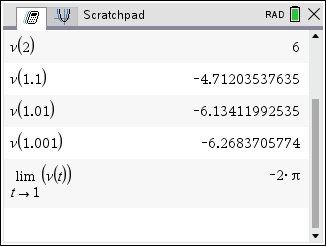 Scratchpad RAD
v(2) 6
v(1.1) -4.71203537635
v(1.01) -6.13411992535
v(1.001) -6.2683705774
lim (v(t)) -2·π
t→1